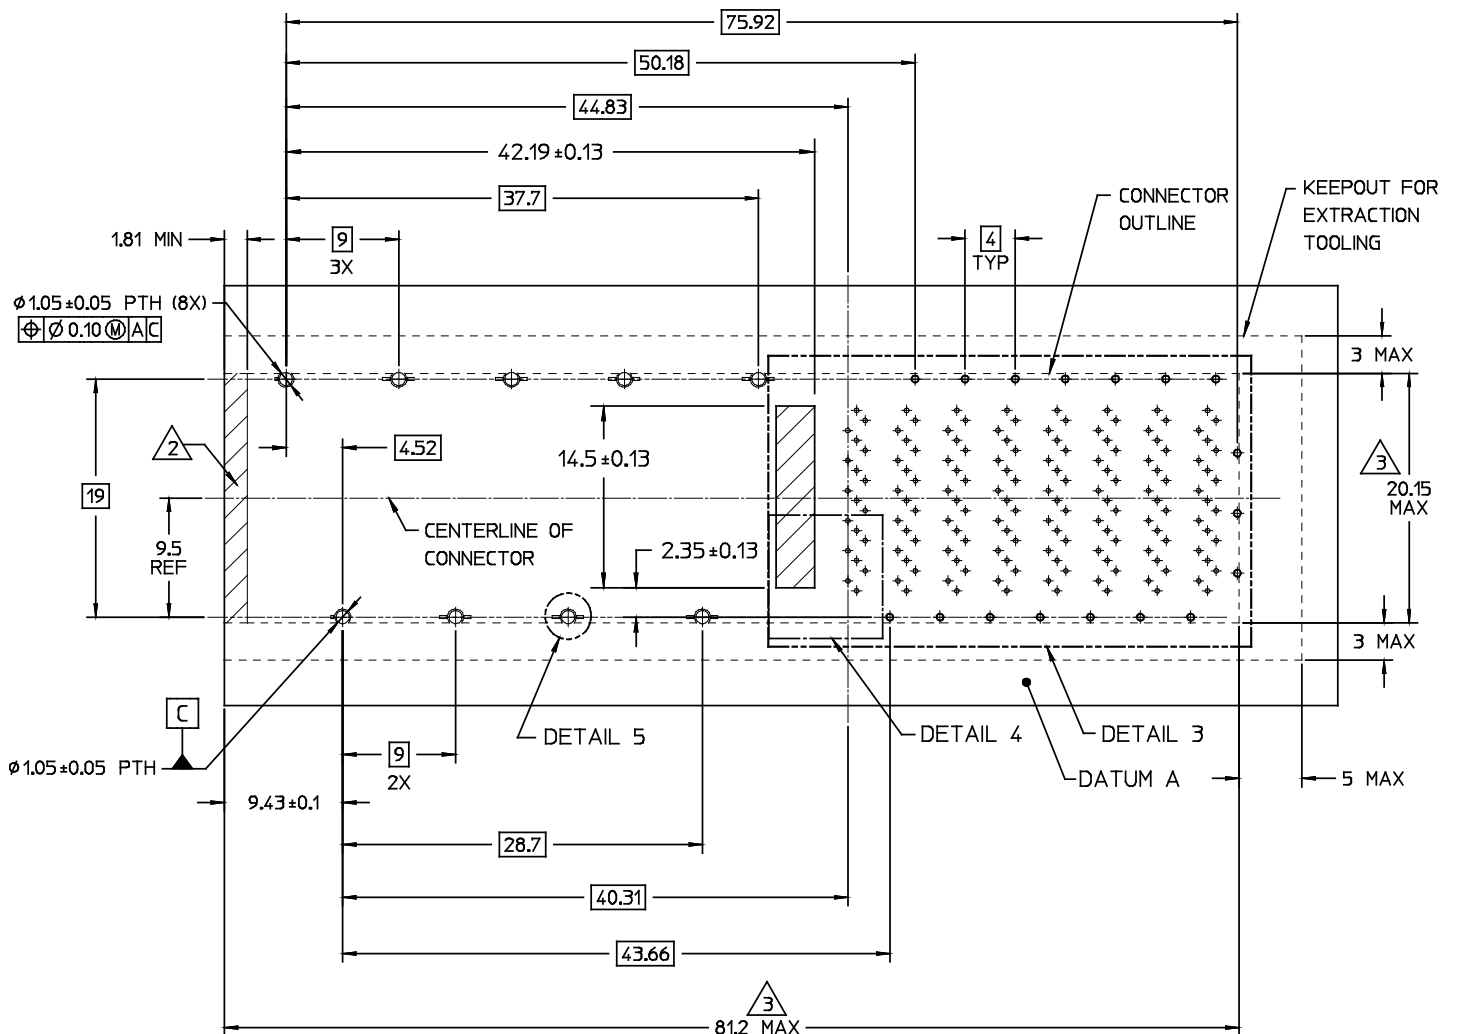 75.92
50.18
44.83
42.19±0.13
37.7
1.81 MIN
9
3X
4
TYP
CONNECTOR
OUTLINE
KEEPOUT FOR
EXTRACTION
TOOLING
Ø1.05±0.05 PTH (8X)
⌖ Ø 0.10 Ⓜ A C
3 MAX
2
4.52
14.5±0.13
3
20.15
MAX
19
9.5
REF
CENTERLINE OF
CONNECTOR
2.35±0.13
3 MAX
C
DETAIL 5
DETAIL 4
DETAIL 3
Ø1.05±0.05 PTH
9
2X
DATUM A
5 MAX
9.43±0.1
28.7
40.31
43.66
3
81.2 MAX